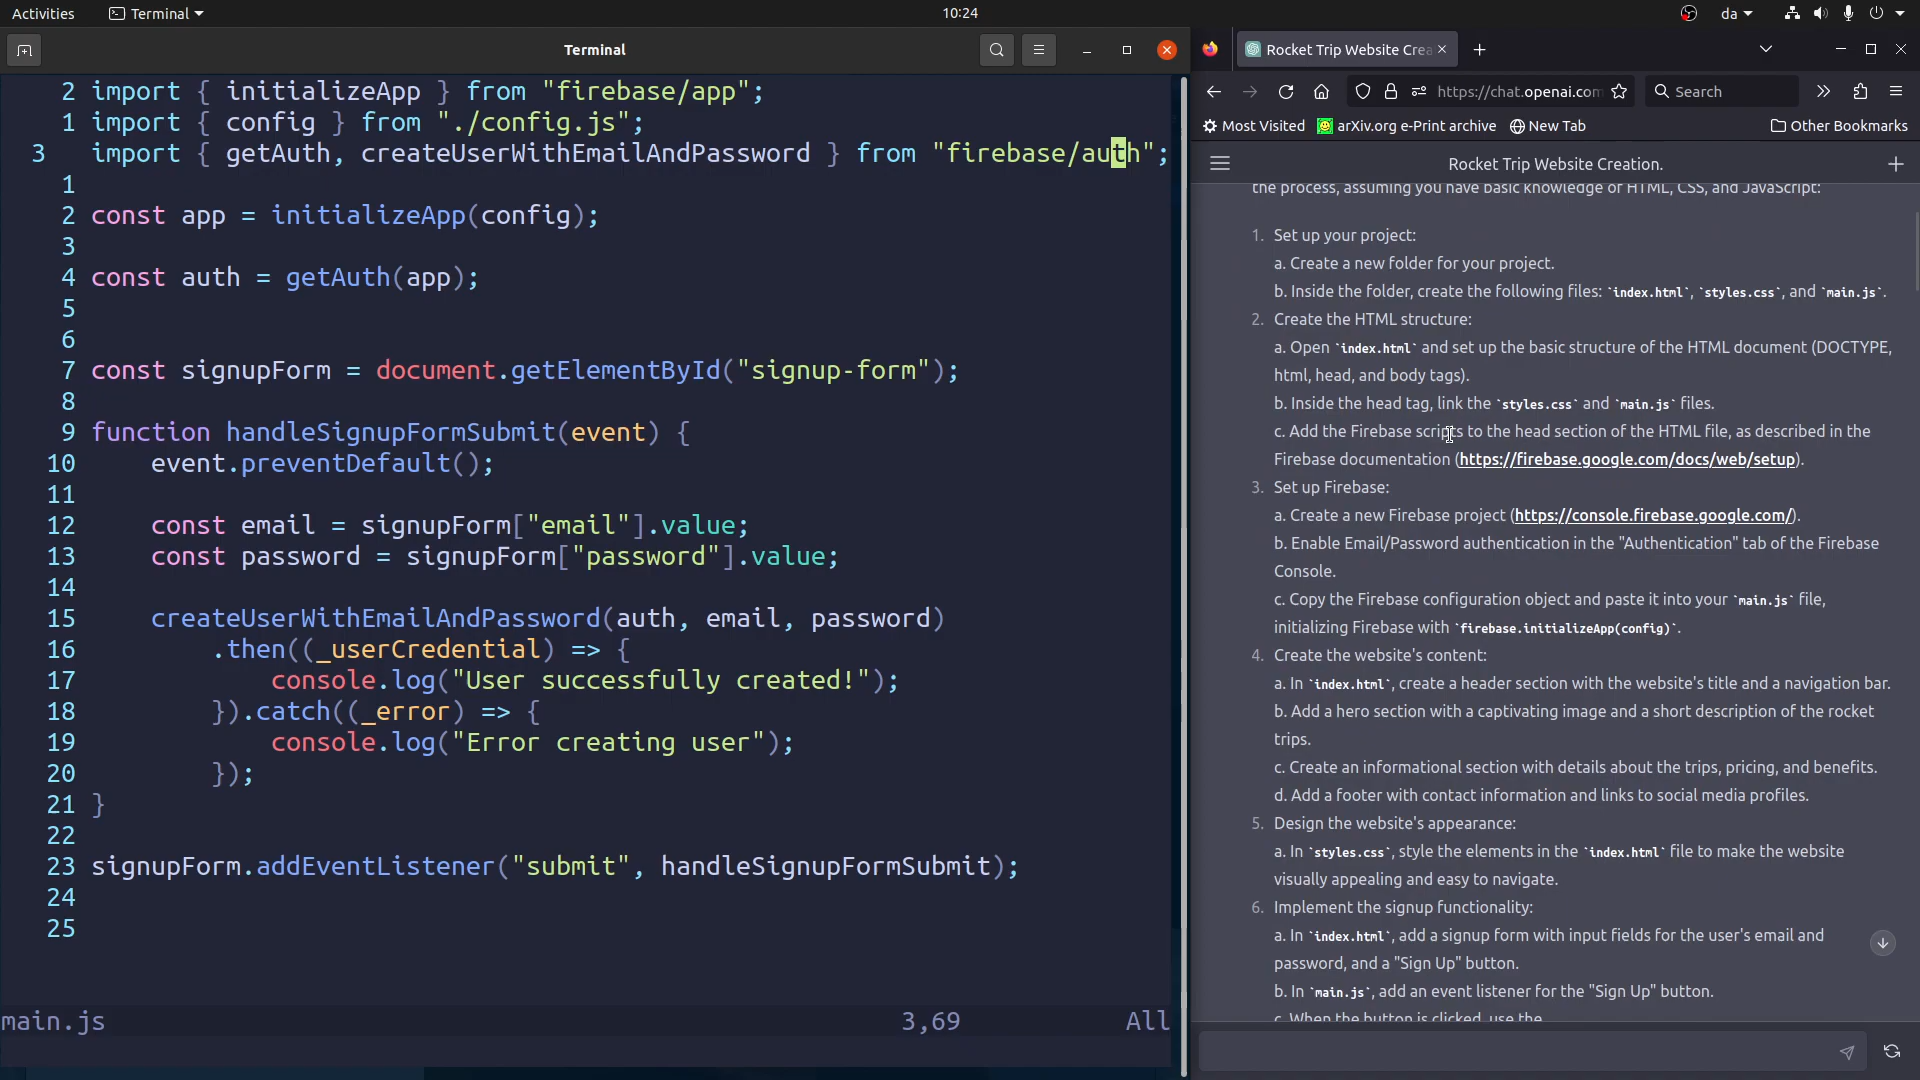 Activities
Terminal
10:24
da
Terminal
2 import { initializeApp } from "firebase/app";
1 import { config } from "./config.js";
3 import { getAuth, createUserWithEmailAndPassword } from "firebase/auth";
1
2 const app = initializeApp(config);
3
4 const auth = getAuth(app);
5
6
7 const signupForm = document.getElementById("signup-form");
8
9 function handleSignupFormSubmit(event) {
10 event.preventDefault();
11
12 const email = signupForm["email"].value;
13 const password = signupForm["password"].value;
14
15 createUserWithEmailAndPassword(auth, email, password)
16 .then((_userCredential) => {
17 console.log("User successfully created!");
18 }).catch((_error) => {
19 console.log("Error creating user");
20 });
21 }
22
23 signupForm.addEventListener("submit", handleSignupFormSubmit);
24
25
main.js 3,69 All
Rocket Trip Website Crea
https://chat.openai.com
Search
Most Visited
arXiv.org e-Print archive
New Tab
Other Bookmarks
Rocket Trip Website Creation.
the process, assuming you have basic knowledge of HTML, CSS, and JavaScript:
1. Set up your project:
a. Create a new folder for your project.
b. Inside the folder, create the following files: `index.html`, `styles.css`, and `main.js`.
2. Create the HTML structure:
a. Open `index.html` and set up the basic structure of the HTML document (DOCTYPE,
html, head, and body tags).
b. Inside the head tag, link the `styles.css` and `main.js` files.
c. Add the Firebase scripts to the head section of the HTML file, as described in the
Firebase documentation (https://firebase.google.com/docs/web/setup).
3. Set up Firebase:
a. Create a new Firebase project (https://console.firebase.google.com/).
b. Enable Email/Password authentication in the "Authentication" tab of the Firebase
Console.
c. Copy the Firebase configuration object and paste it into your `main.js` file,
initializing Firebase with `firebase.initializeApp(config)`.
4. Create the website's content:
a. In `index.html`, create a header section with the website's title and a navigation bar.
b. Add a hero section with a captivating image and a short description of the rocket
trips.
c. Create an informational section with details about the trips, pricing, and benefits.
d. Add a footer with contact information and links to social media profiles.
5. Design the website's appearance:
a. In `styles.css`, style the elements in the `index.html` file to make the website
visually appealing and easy to navigate.
6. Implement the signup functionality:
a. In `index.html`, add a signup form with input fields for the user's email and
password, and a "Sign Up" button.
b. In `main.js`, add an event listener for the "Sign Up" button.
c. When the button is clicked, use the